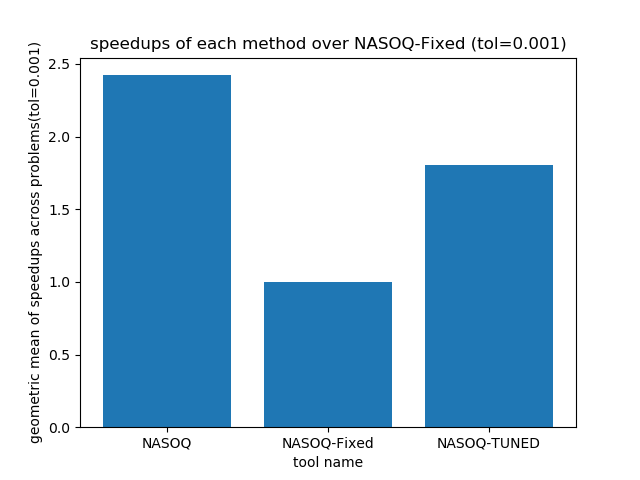 speedups of each method over NASOQ-Fixed (tol=0.001)
geometric mean of speedups across problems(tol=0.001)
2.5
2.0
1.5
1.0
0.5
0.0
NASOQ
NASOQ-Fixed
NASOQ-TUNED
tool name